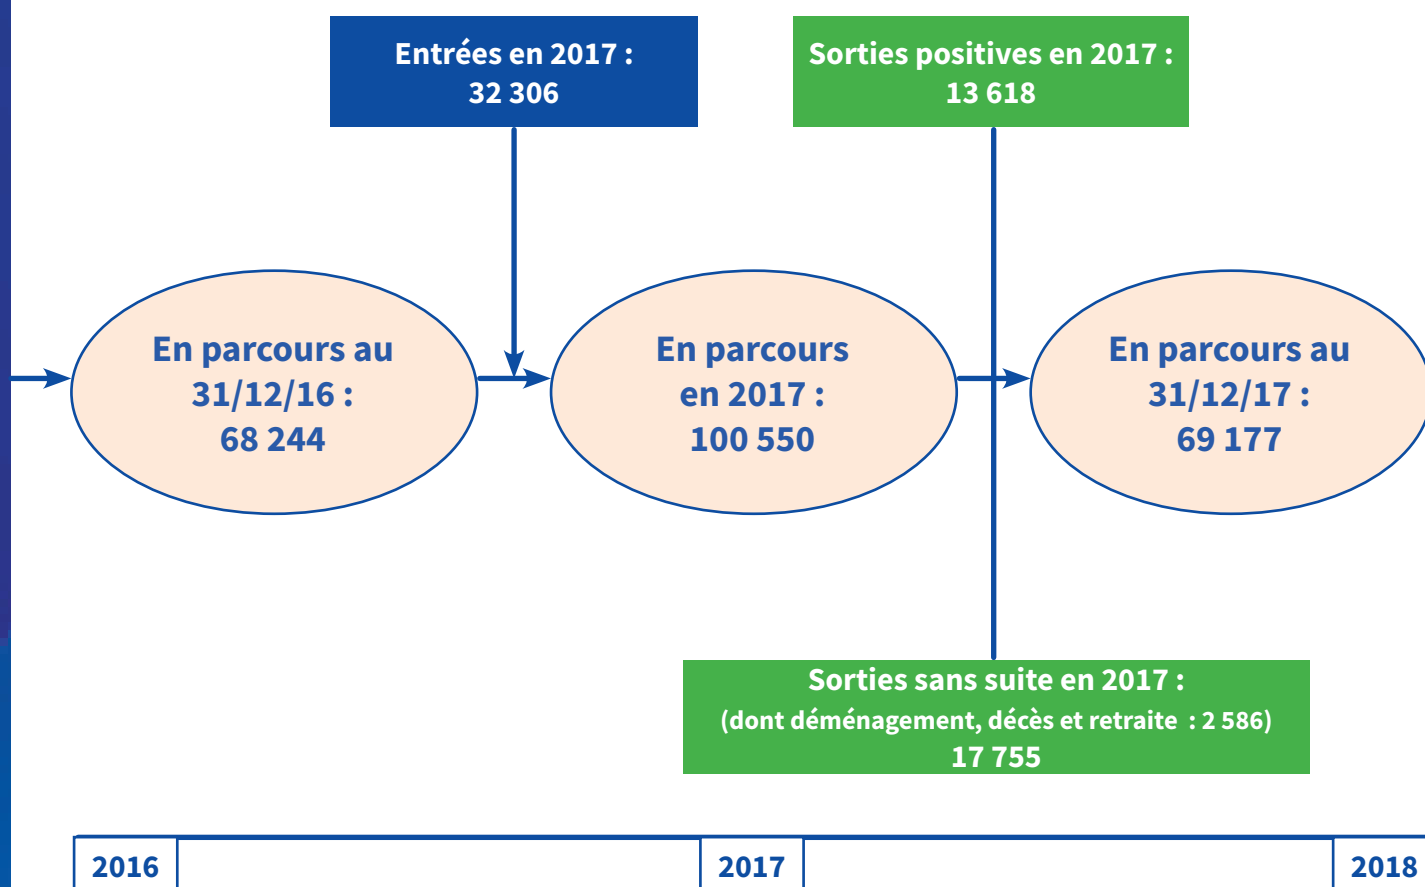 Entrées en 2017 :
32 306
Sorties positives en 2017 :
13 618
En parcours au
31/12/16 :
68 244
En parcours
en 2017 :
100 550
En parcours au
31/12/17 :
69 177
Sorties sans suite en 2017 :
(dont déménagement, décès et retraite : 2 586)
17 755
2016
2017
2018